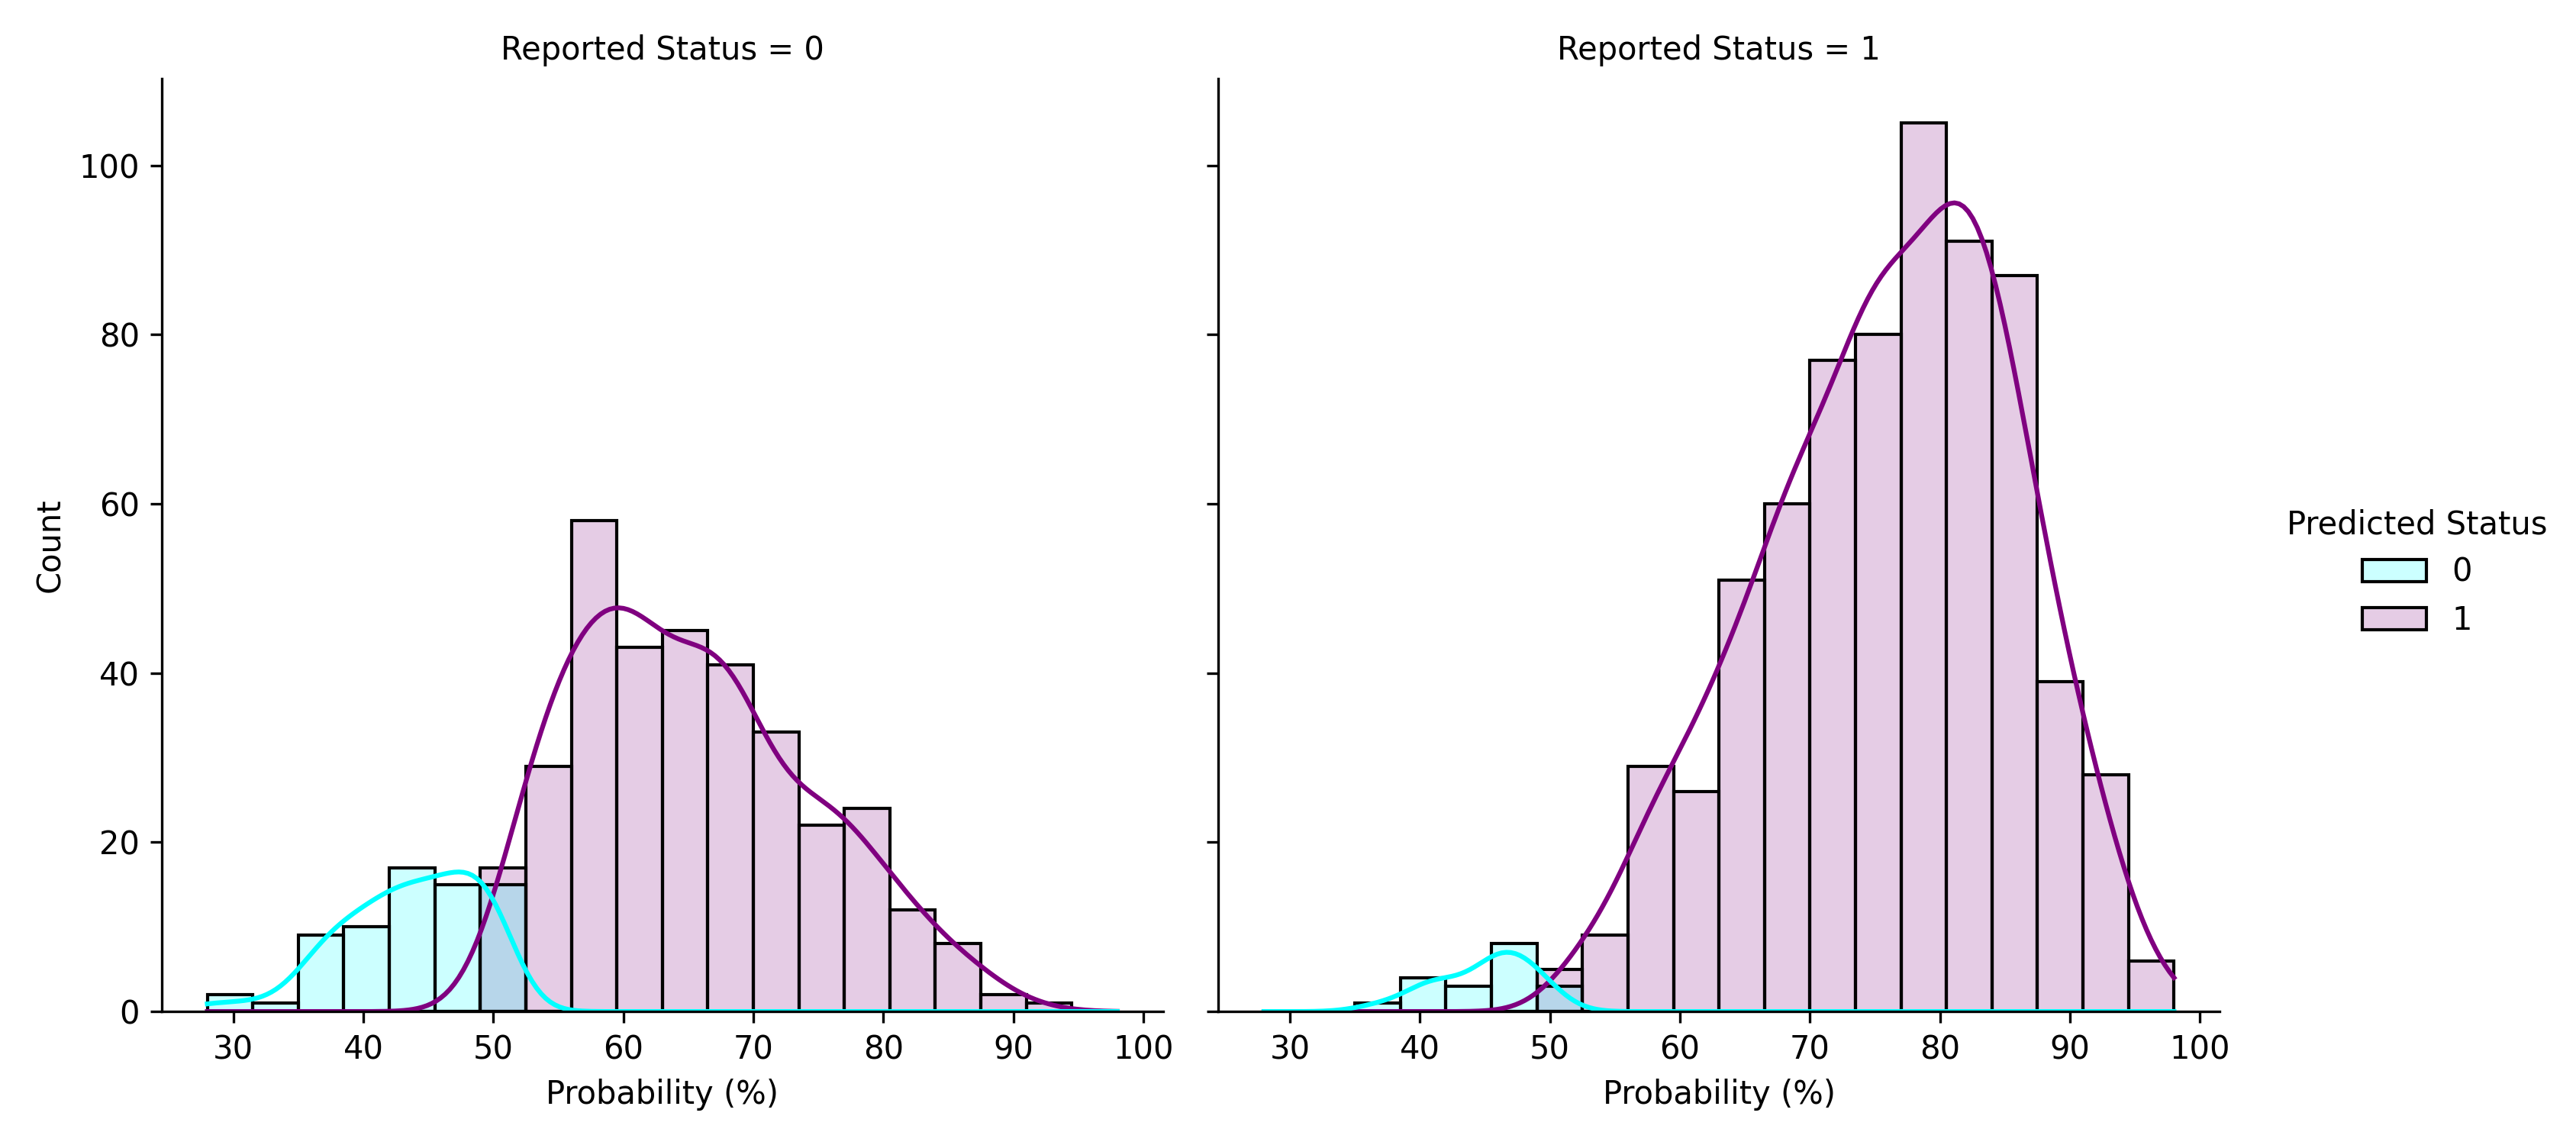 Reported Status = 0
Reported Status = 1
Count
100
80
60
40
20
0
30 40 50 60 70 80 90 100
Probability (%)
30 40 50 60 70 80 90 100
Probability (%)
Predicted Status
0
1